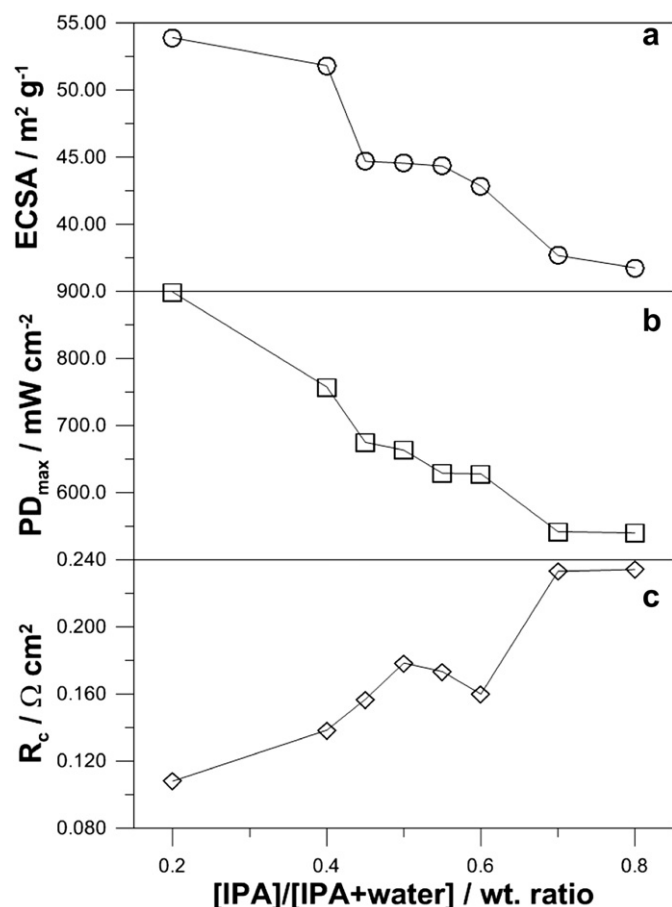 55.00
a
50.00
45.00
40.00
ECSA / m² g⁻¹
900.0
b
800.0
700.0
600.0
PDmax / mW cm⁻²
0.240
c
0.200
0.160
0.120
0.080
Rc / Ω cm²
0.2 0.4 0.6 0.8
[IPA]/[IPA+water] / wt. ratio